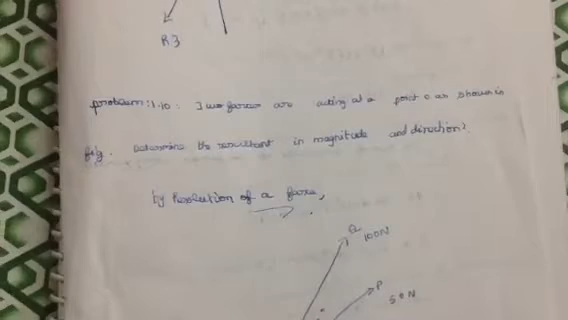 R3
problem:1.10: Two forces are acting at a point o as shown in
fig. Determine the resultant in magnitude and direction?
by Resolution of a force,
Q
100N
P
50N